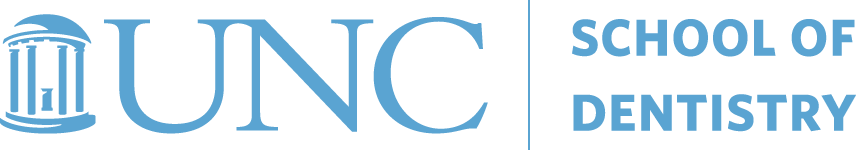 UNC
SCHOOL OF
DENTISTRY